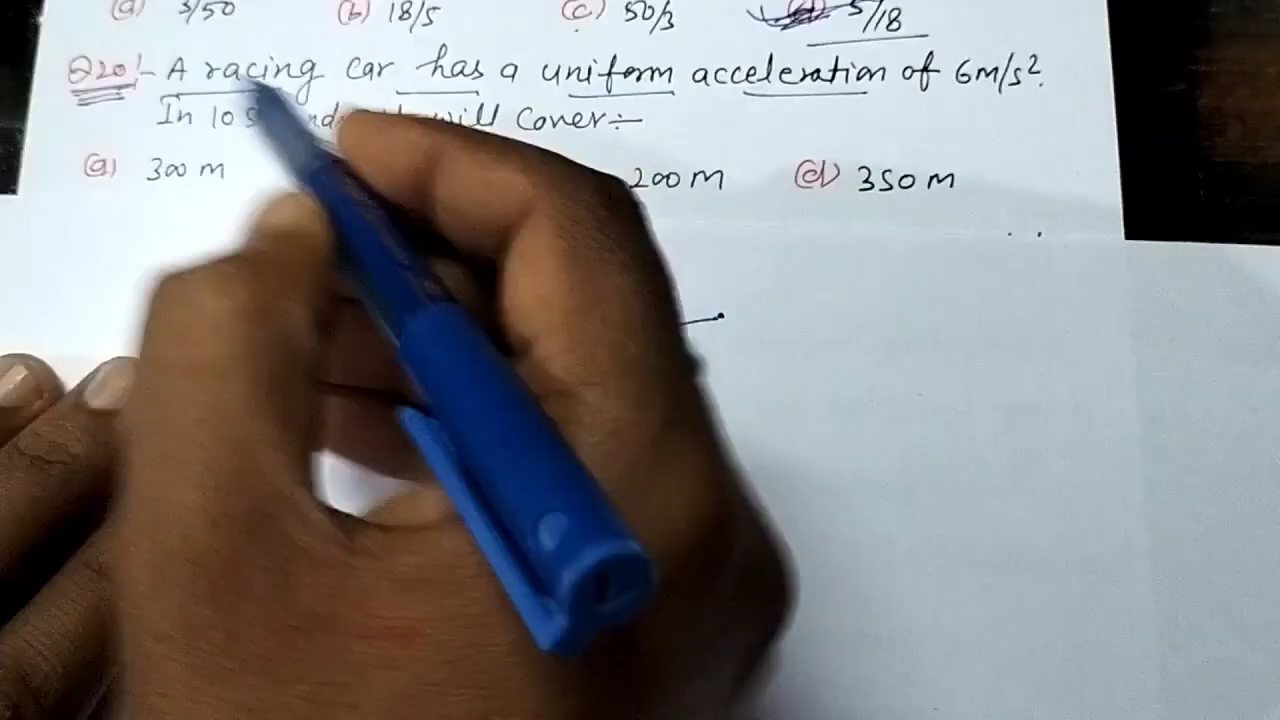 (a) 3/50 (b) 18/5 (c) 50/3 5/18
Q20!- A racing car has a uniform acceleration of 6m/s².
In 10 will cover :-
(a) 300 m 200 m (d) 350 m